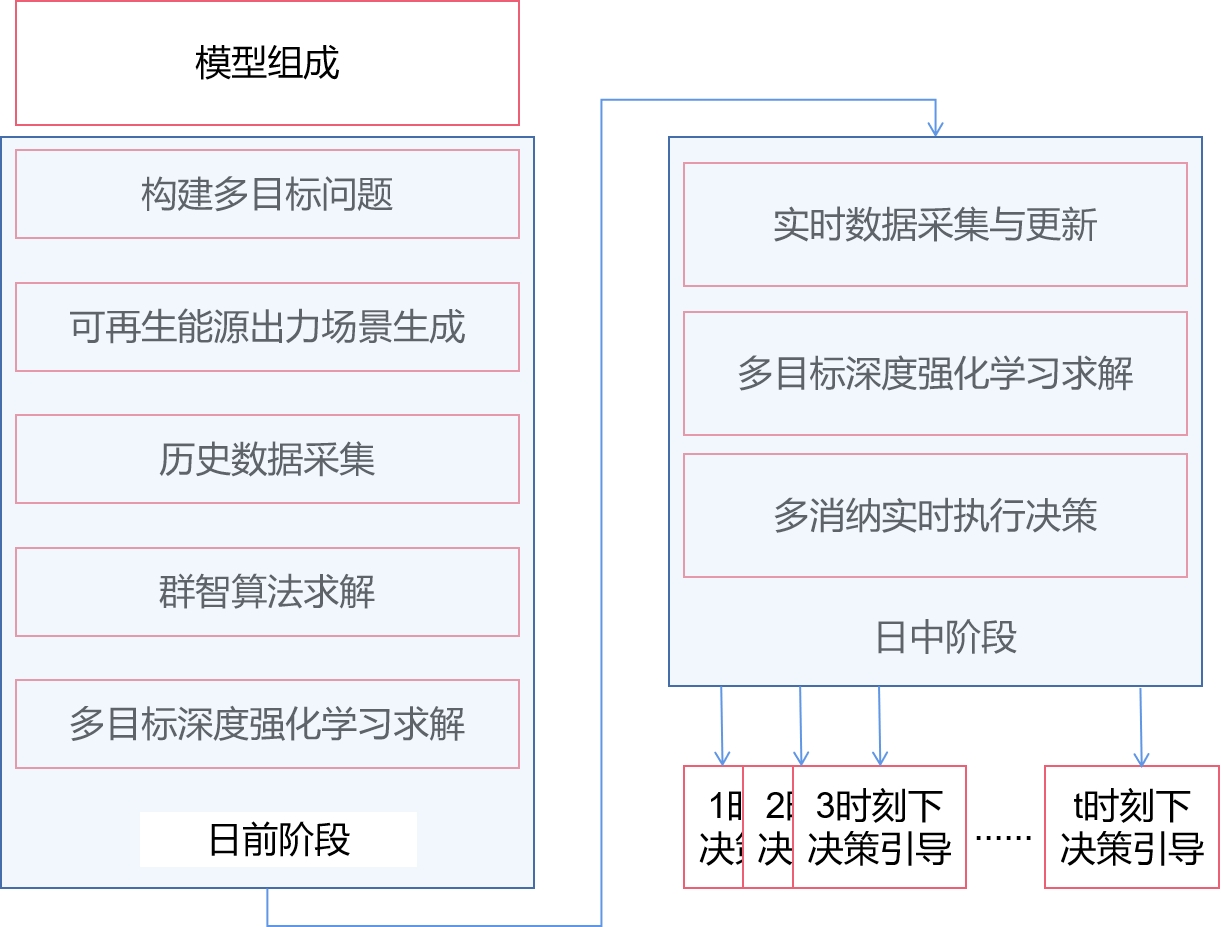 模型组成
构建多目标问题
可再生能源出力场景生成
历史数据采集
群智算法求解
多目标深度强化学习求解
日前阶段
实时数据采集与更新
多目标深度强化学习求解
多消纳实时执行决策
日中阶段
1时
决策
2时
决策
3时刻下
决策引导
......
t时刻下
决策引导